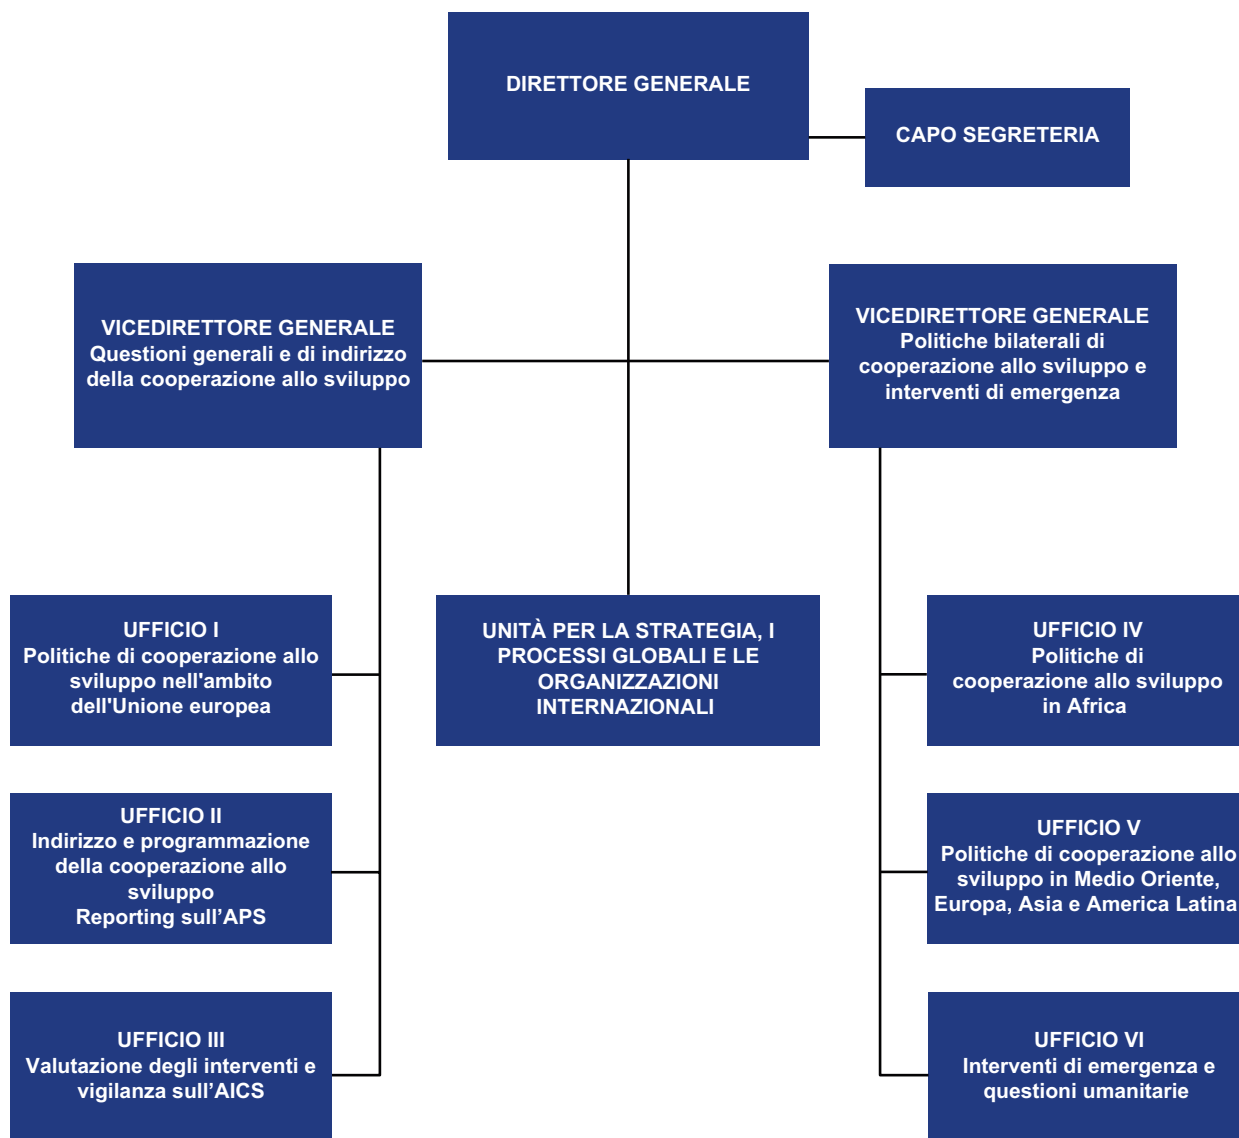 DIRETTORE GENERALE
CAPO SEGRETERIA
VICEDIRETTORE GENERALE
Questioni generali e di indirizzo
della cooperazione allo sviluppo
VICEDIRETTORE GENERALE
Politiche bilaterali di
cooperazione allo sviluppo e
interventi di emergenza
UFFICIO I
Politiche di cooperazione allo
sviluppo nell'ambito
dell'Unione europea
UNITÀ PER LA STRATEGIA, I
PROCESSI GLOBALI E LE
ORGANIZZAZIONI
INTERNAZIONALI
UFFICIO IV
Politiche di
cooperazione allo sviluppo
in Africa
UFFICIO II
Indirizzo e programmazione
della cooperazione allo
sviluppo
Reporting sull’APS
UFFICIO V
Politiche di cooperazione allo
sviluppo in Medio Oriente,
Europa, Asia e America Latina
UFFICIO III
Valutazione degli interventi e
vigilanza sull’AICS
UFFICIO VI
Interventi di emergenza e
questioni umanitarie